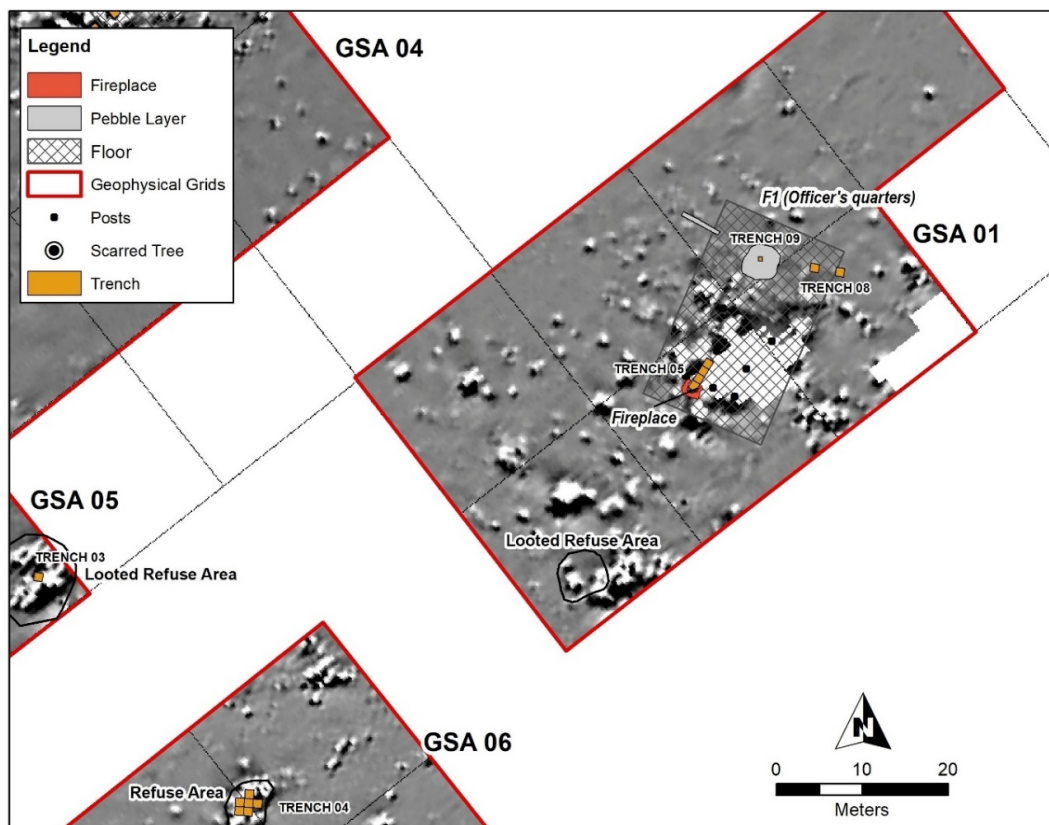 Legend
Fireplace
Pebble Layer
Floor
Geophysical Grids
Posts
Scarred Tree
Trench
GSA 04
F1 (Officer's quarters)
GSA 01
TRENCH 09
TRENCH 08
TRENCH 05
Fireplace
GSA 05
TRENCH 03
Looted Refuse Area
Looted Refuse Area
GSA 06
Refuse Area
TRENCH 04
N
0 10 20
Meters